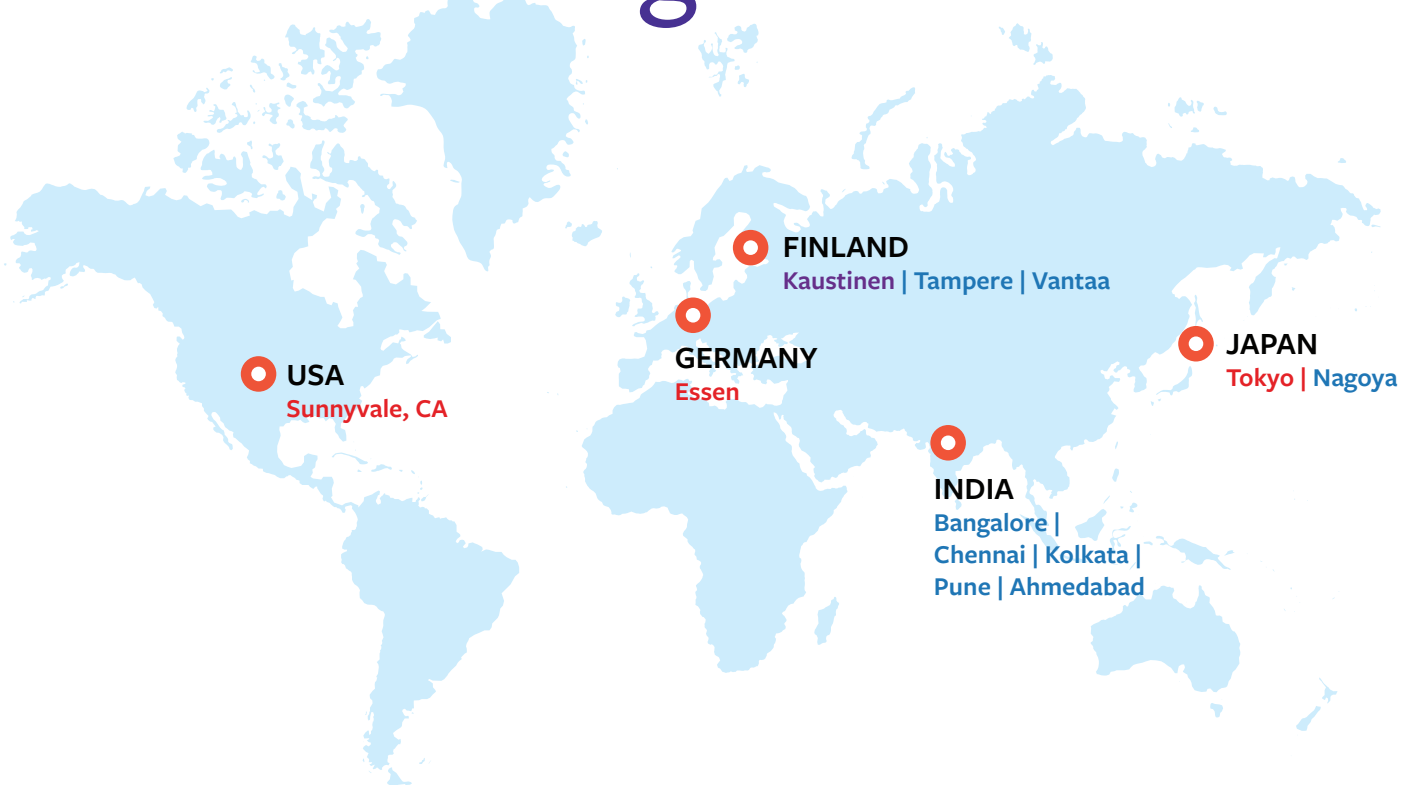 g
FINLAND
Kaustinen | Tampere | Vantaa
GERMANY
Essen
USA
Sunnyvale, CA
JAPAN
Tokyo | Nagoya
INDIA
Bangalore |
Chennai | Kolkata |
Pune | Ahmedabad